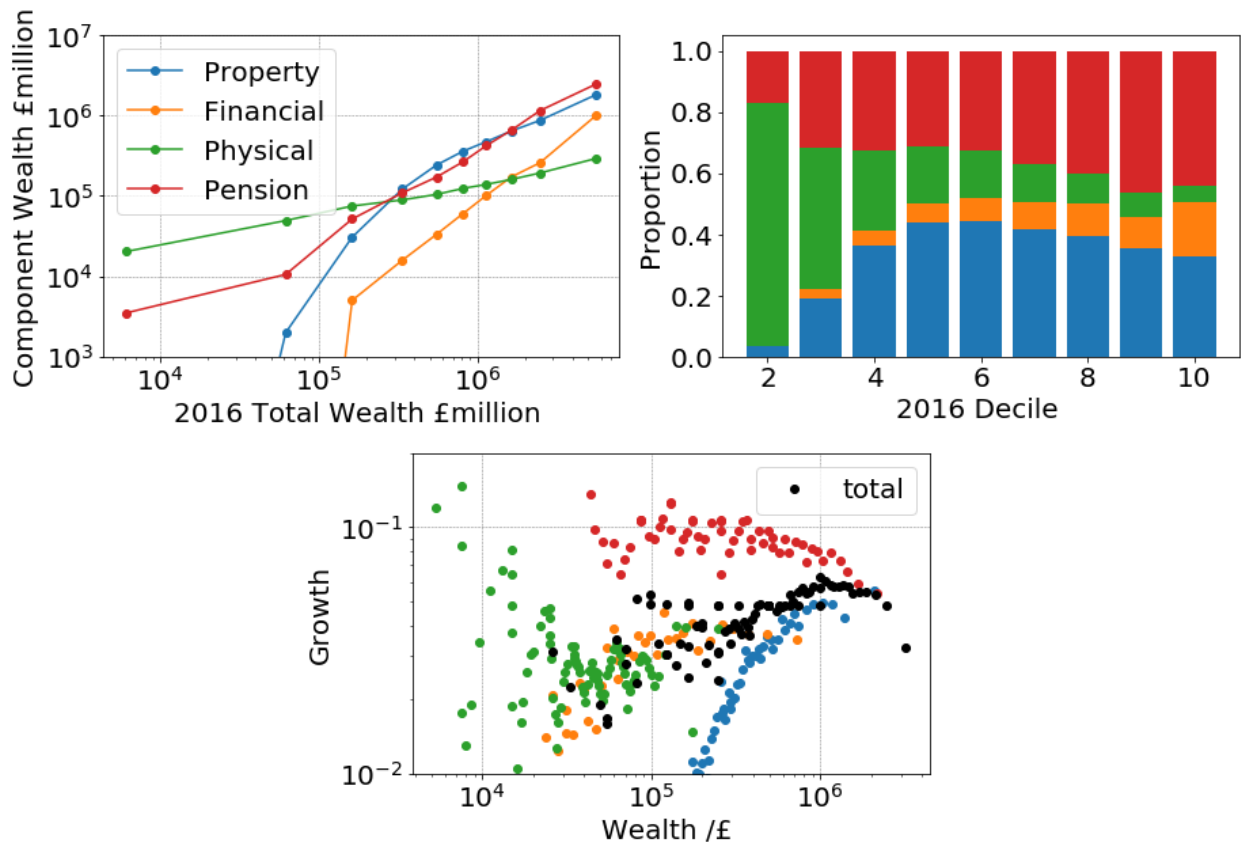 Component Wealth £million
10^7
10^6
10^5
10^4
10^3
Property
Financial
Physical
Pension
10^4 10^5 10^6
2016 Total Wealth £million
Proportion
1.0
0.8
0.6
0.4
0.2
0.0
2 4 6 8 10
2016 Decile
Growth
10^-1
10^-2
total
10^4 10^5 10^6
Wealth /£